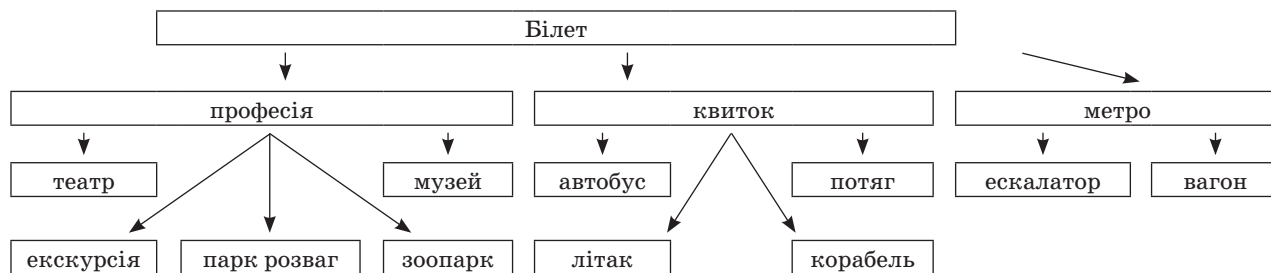 Білет
професія квиток метро
театр музей автобус потяг ескалатор вагон
екскурсія парк розваг зоопарк літак корабель